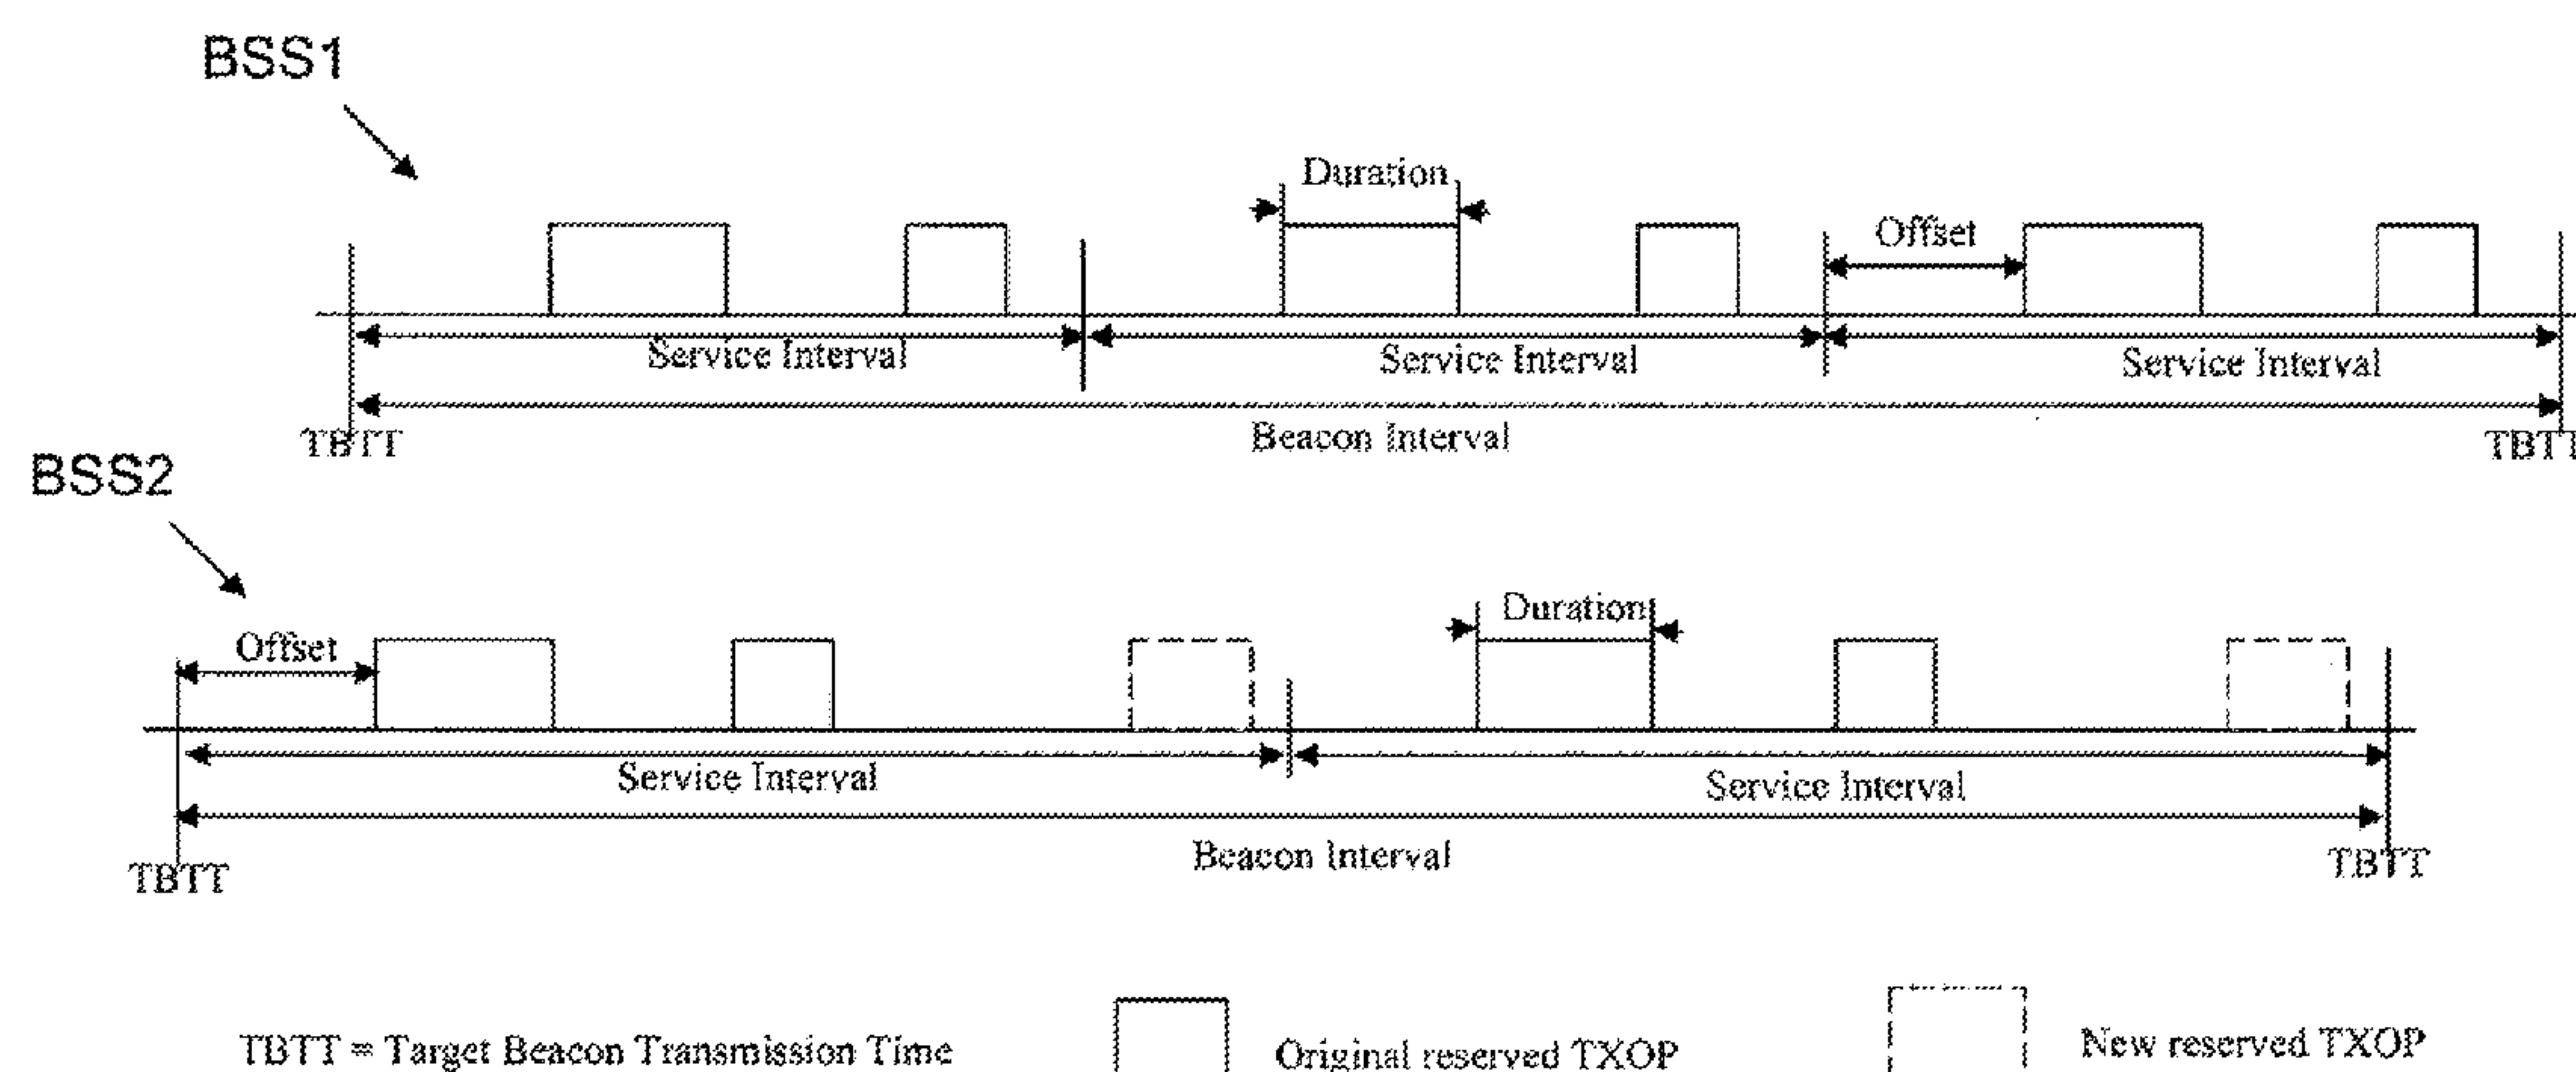 BSS1
Duration
Offset
Service Interval
Service Interval
Service Interval
Beacon Interval
TBTT
TBTT
BSS2
Offset
Duration
Service Interval
Service Interval
Beacon Interval
TBTT
TBTT
TBTT = Target Beacon Transmission Time
Original reserved TXOP
New reserved TXOP